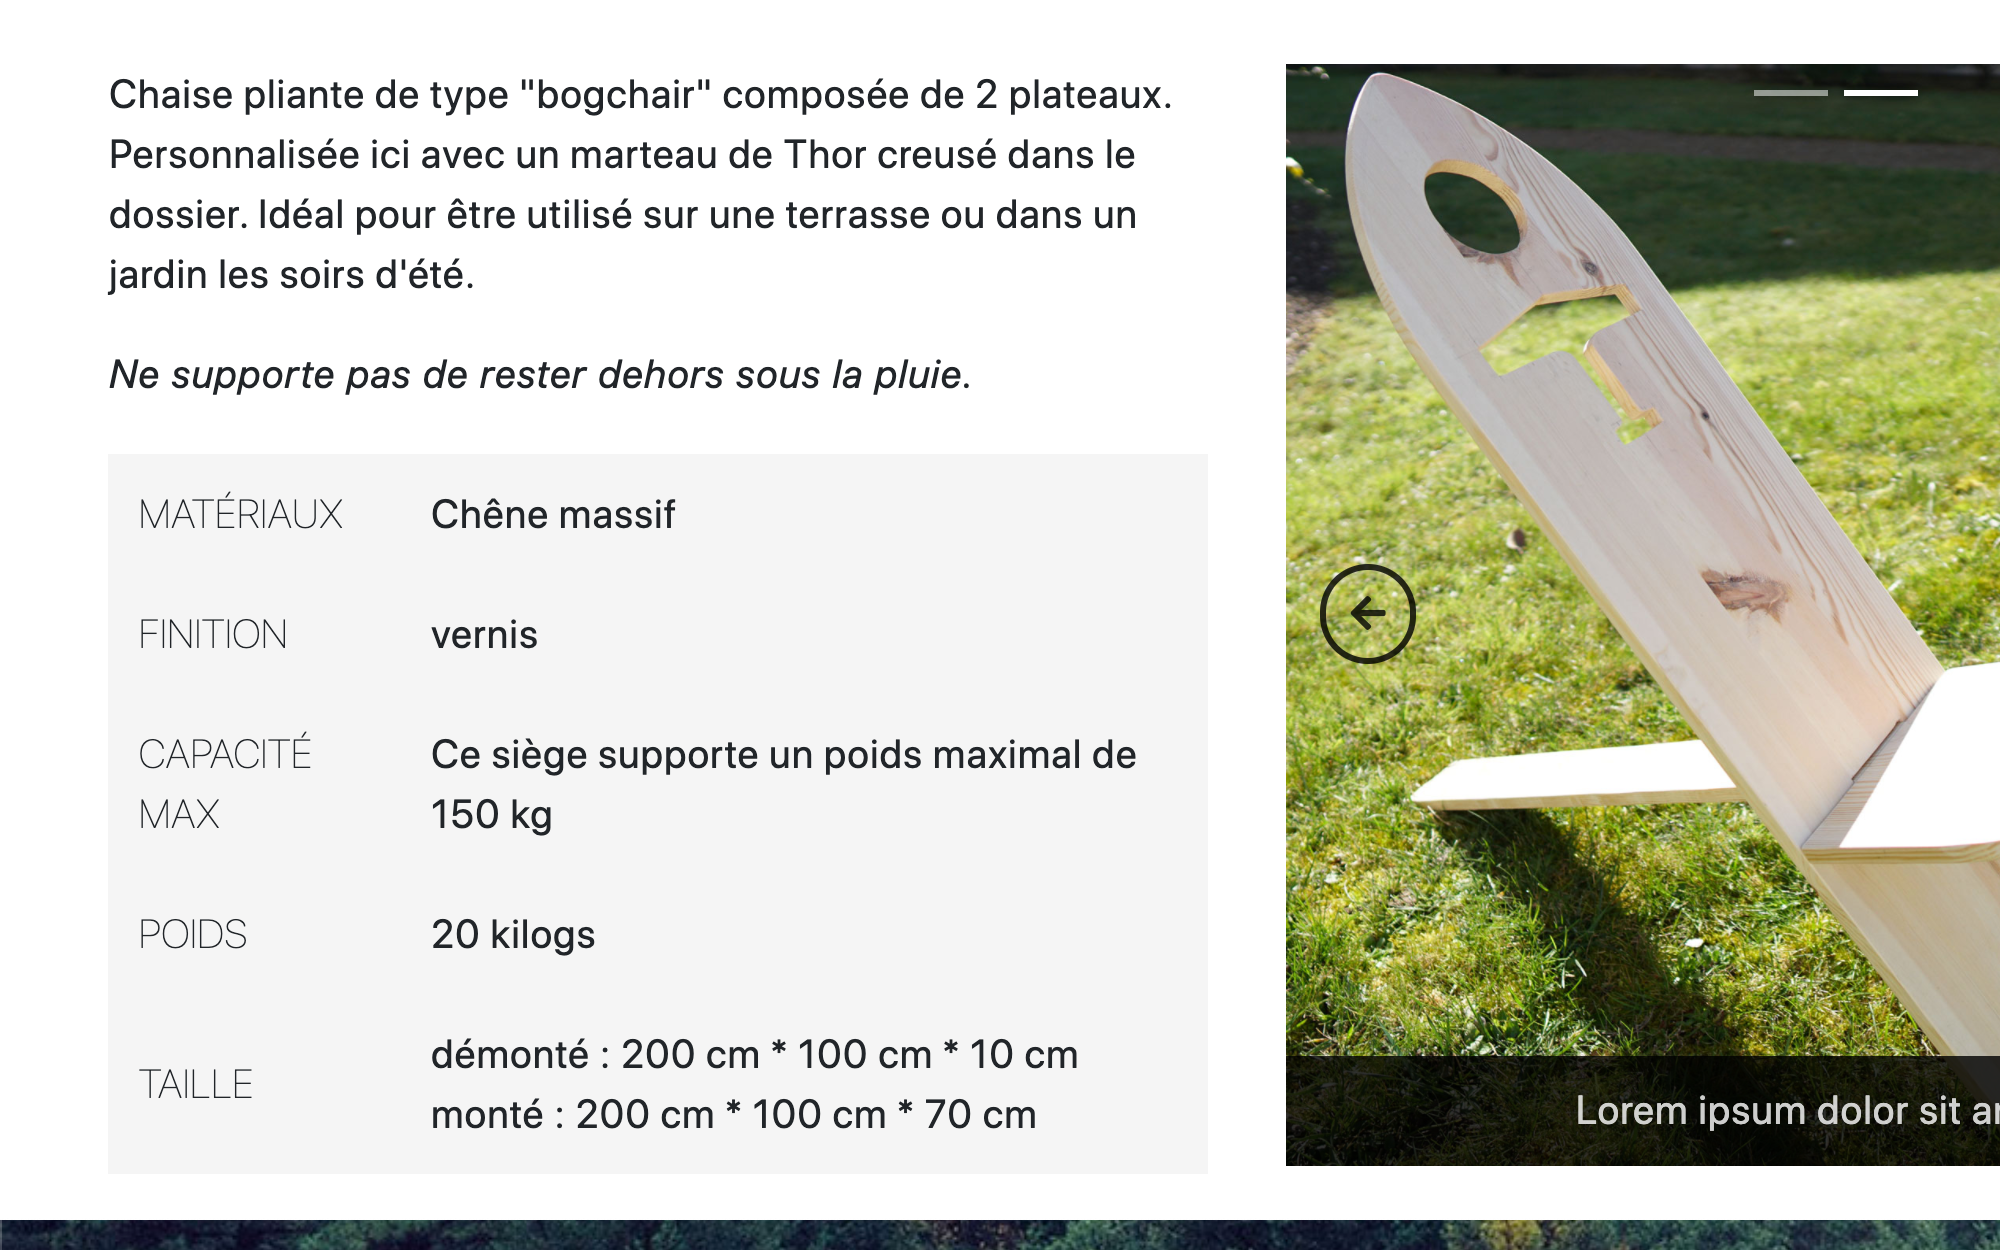 Chaise pliante de type "bogchair" composée de 2 plateaux.
Personnalisée ici avec un marteau de Thor creusé dans le
dossier. Idéal pour être utilisé sur une terrasse ou dans un
jardin les soirs d'été.
Ne supporte pas de rester dehors sous la pluie.
MATÉRIAUX Chêne massif
FINITION vernis
CAPACITÉ MAX Ce siège supporte un poids maximal de
150 kg
POIDS 20 kilogs
TAILLE démonté : 200 cm * 100 cm * 10 cm
monté : 200 cm * 100 cm * 70 cm
Lorem ipsum dolor sit